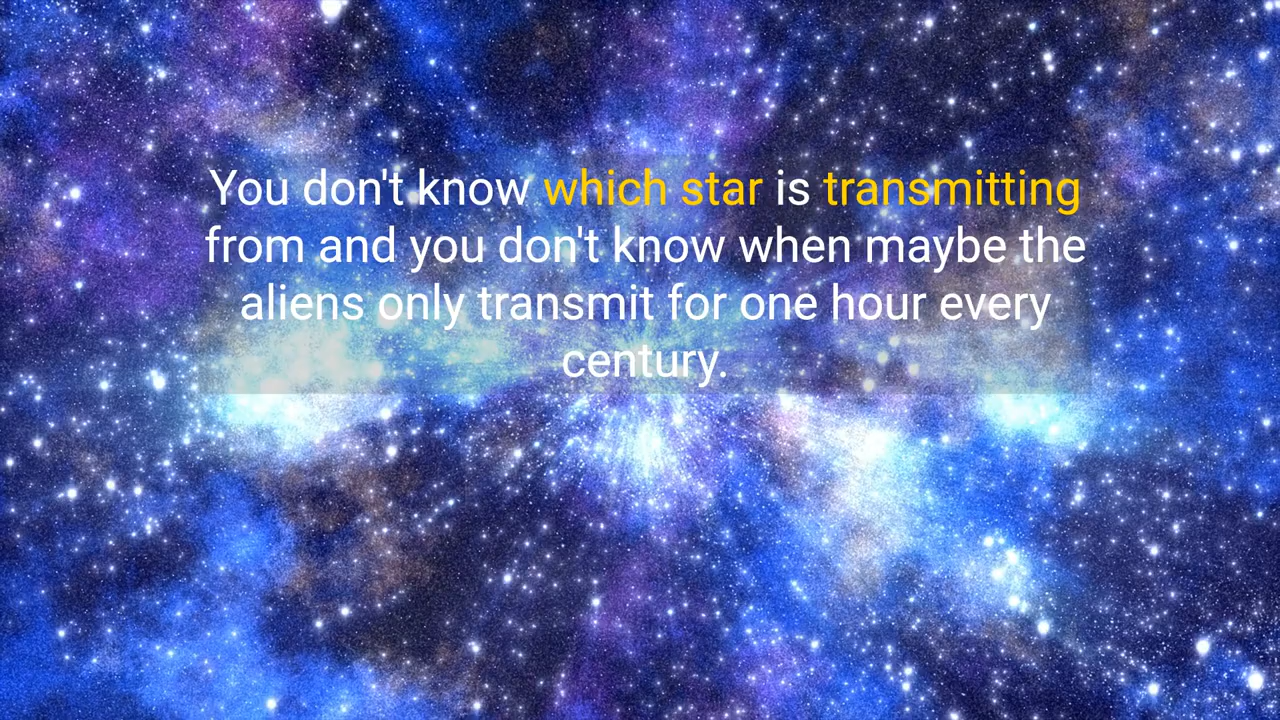 You don't know which star is transmitting
from and you don't know when maybe the
aliens only transmit for one hour every
century.